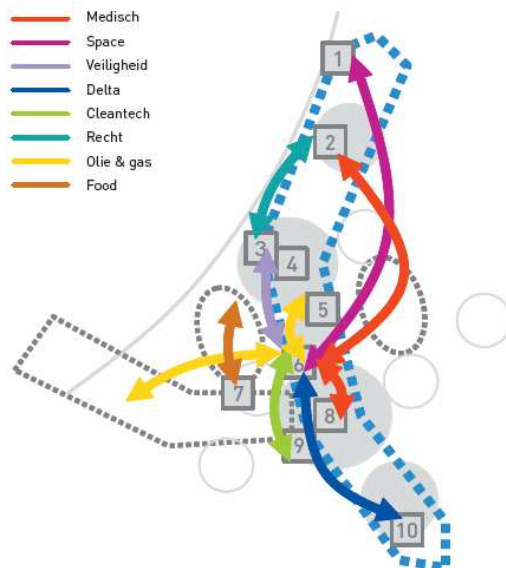 Medisch
Space
Veiligheid
Delta
Cleantech
Recht
Olie & gas
Food
1
2
3
4
5
6
7
8
9
10